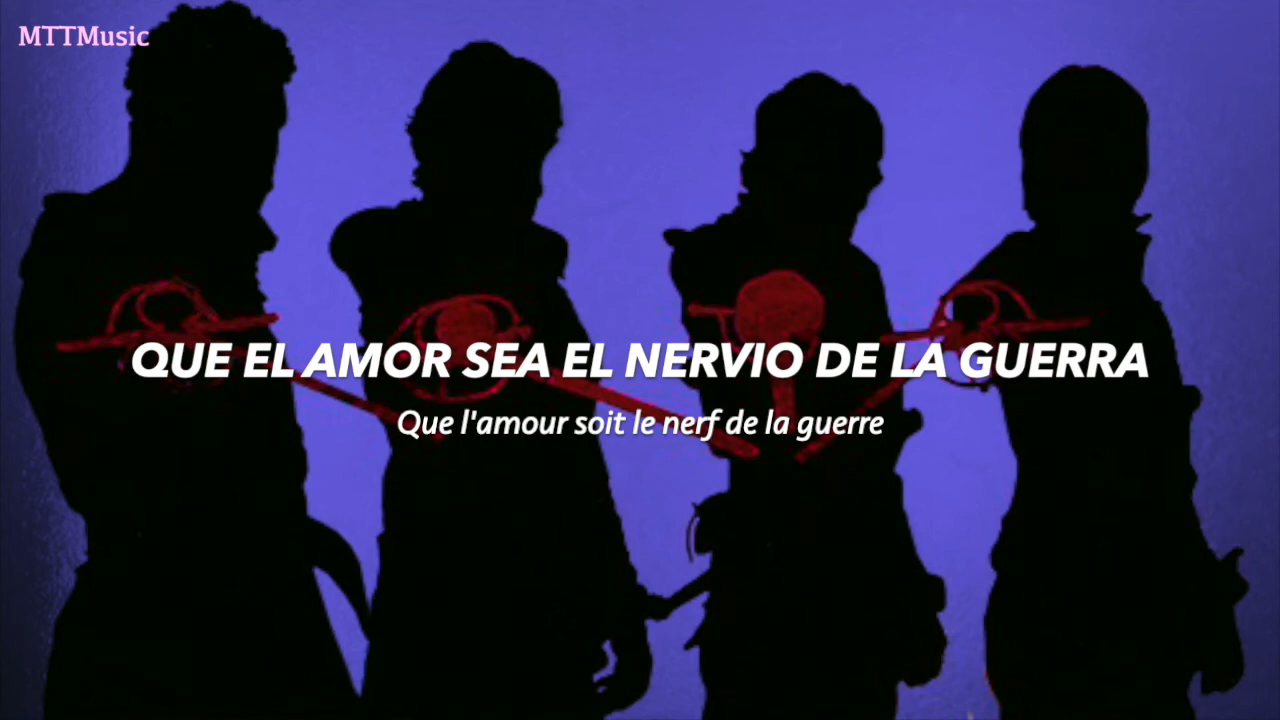 MTTMusic
QUE EL AMOR SEA EL NERVIO DE LA GUERRA
Que l'amour soit le nerf de la guerre